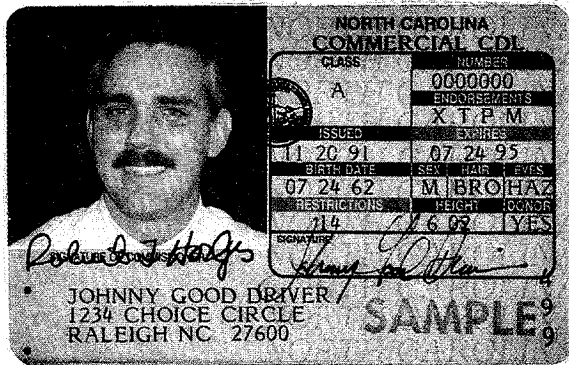 NORTH CAROLINA
COMMERCIAL CDL
CLASS
NUMBER
A
0000000
ENDORSEMENTS
X T P M
ISSUED
EXPIRES
11 20 91
07 24 95
BIRTH DATE
SEX HAIR EYES
07 24 62
M BRO HAZ
RESTRICTIONS
HEIGHT
DONOR
14
6 02
YES
SIGNATURE
JOHNNY GOOD DRIVER
1234 CHOICE CIRCLE
RALEIGH NC 27600
SAMPLE